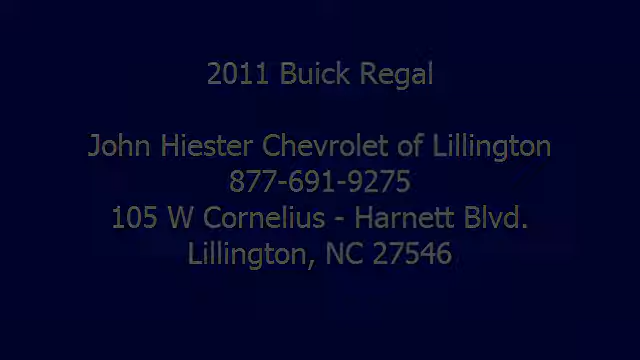 2011 Buick Regal
John Hiester Chevrolet of Lillington
877-691-9275
105 W Cornelius - Harnett Blvd.
Lillington, NC 27546